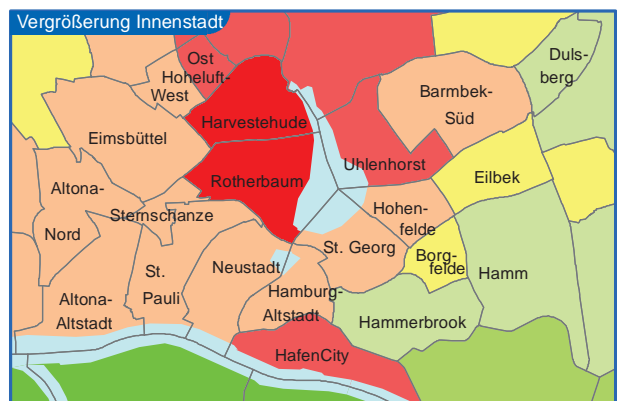 Vergrößerung Innenstadt
Ost
Hoheluft-
West
Duls-
berg
Barmbek-
Süd
Harvestehude
Eimsbüttel
Uhlenhorst
Rotherbaum
Eilbek
Altona-
Nord
Sternschanze
Hohen-
felde
St. Georg
Borg-
felde
Neustadt
St.
Pauli
Hamm
Hamburg-
Altstadt
Altona-
Altstadt
Hammerbrook
HafenCity